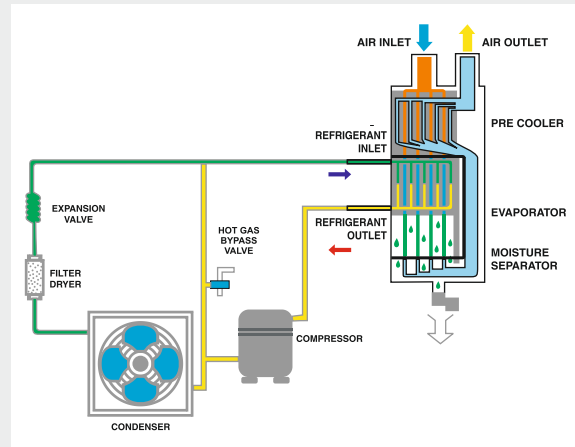 AIR INLET
AIR OUTLET
PRE COOLER
REFRIGERANT
INLET
EXPANSION
VALVE
HOT GAS
BYPASS
VALVE
REFRIGERANT
OUTLET
EVAPORATOR
MOISTURE
SEPARATOR
FILTER
DRYER
COMPRESSOR
CONDENSER